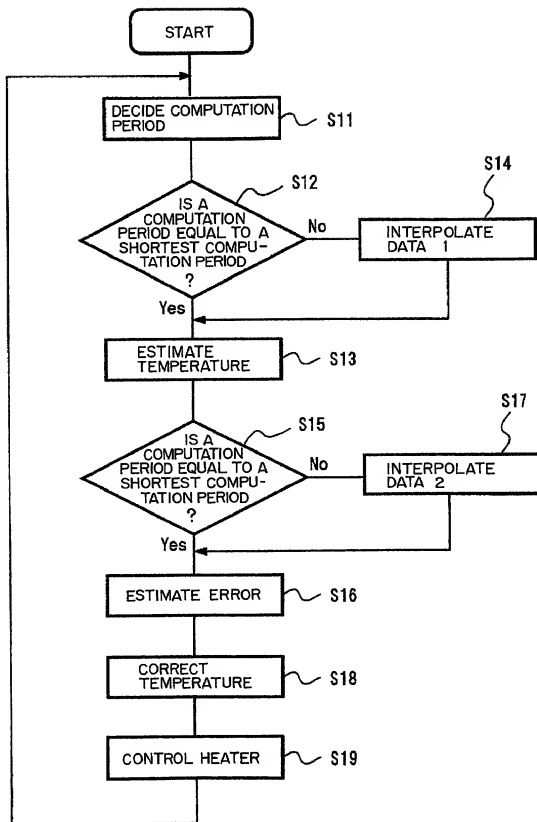 START
DECIDE COMPUTATION
PERIOD
S11
S12
IS A
COMPUTATION
PERIOD EQUAL TO A
SHORTEST COMPU-
TATION PERIOD
?
No
S14
INTERPOLATE
DATA 1
Yes
ESTIMATE
TEMPERATURE
S13
S15
IS A
COMPUTATION
PERIOD EQUAL TO A
SHORTEST COMPU-
TATION PERIOD
?
No
S17
INTERPOLATE
DATA 2
Yes
ESTIMATE ERROR
S16
CORRECT
TEMPERATURE
S18
CONTROL HEATER
S19